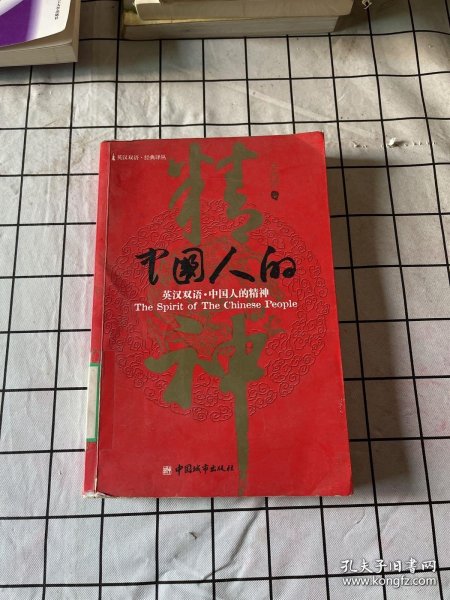 英汉双语·经典译丛
精神
中国人的
英汉双语·中国人的精神
The Spirit of The Chinese People
中国城市出版社
孔夫子旧书网
www.kongfz.com